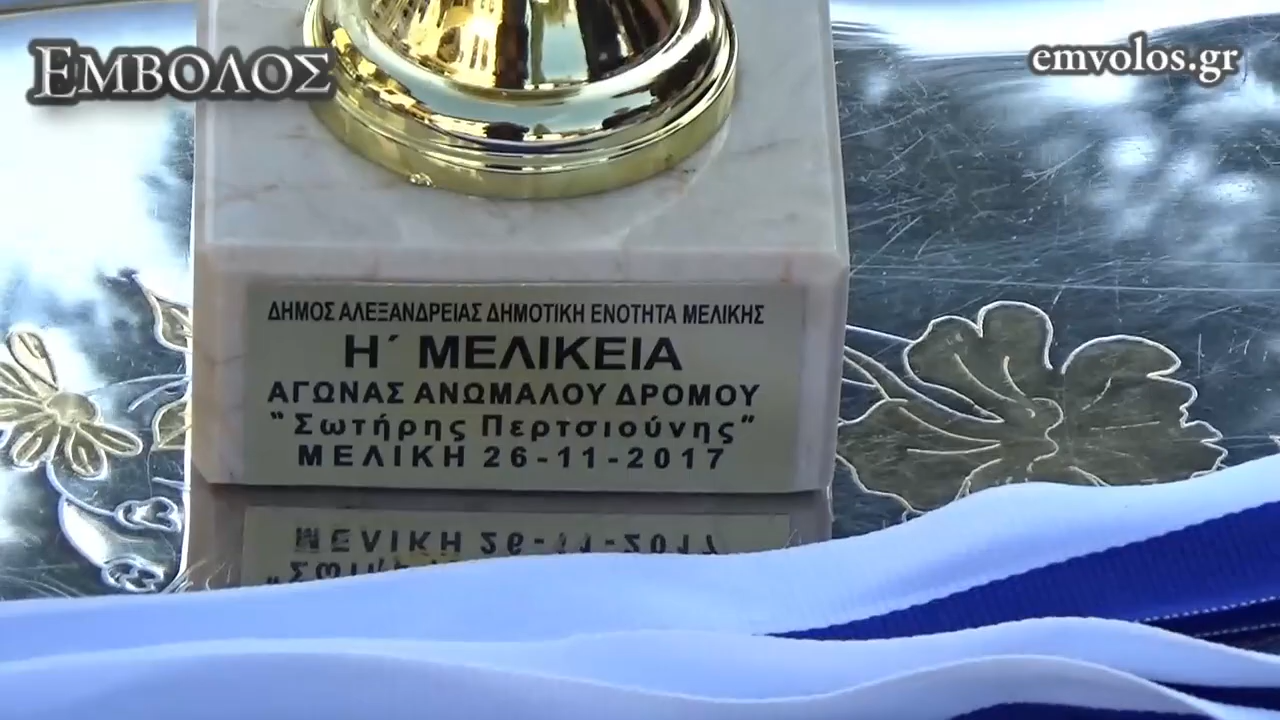 ΕΜΒΟΛΟΣ
emvolos.gr
ΔΗΜΟΣ ΑΛΕΞΑΝΔΡΕΙΑΣ ΔΗΜΟΤΙΚΗ ΕΝΟΤΗΤΑ ΜΕΛΙΚΗΣ
Η΄ ΜΕΛΙΚΕΙΑ
ΑΓΩΝΑΣ ΑΝΩΜΑΛΟΥ ΔΡΟΜΟΥ
"Σωτήρης Περτσιούνης"
ΜΕΛΙΚΗ 26-11-2017